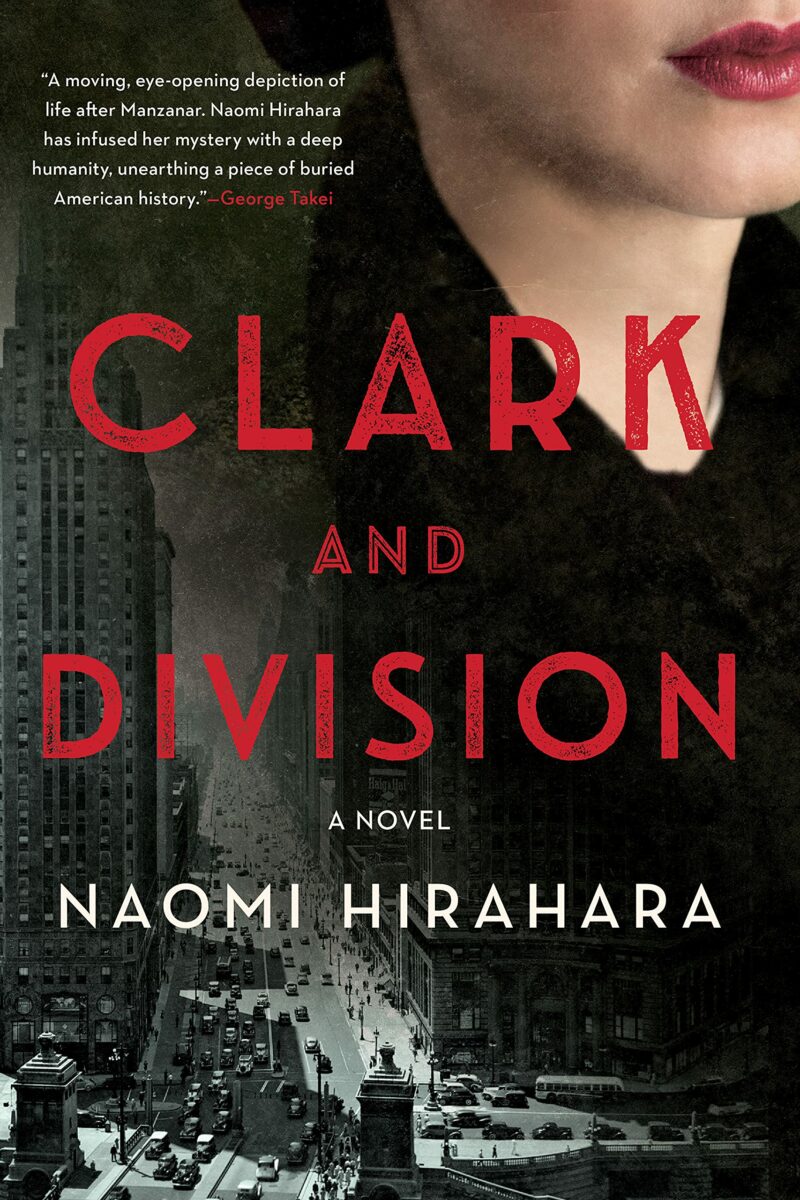 “A moving, eye-opening depiction of
life after Manzanar. Naomi Hirahara
has infused her mystery with a deep
humanity, unearthing a piece of buried
American history.”—George Takei
CLARK
AND
DIVISION
A NOVEL
NAOMI HIRAHARA